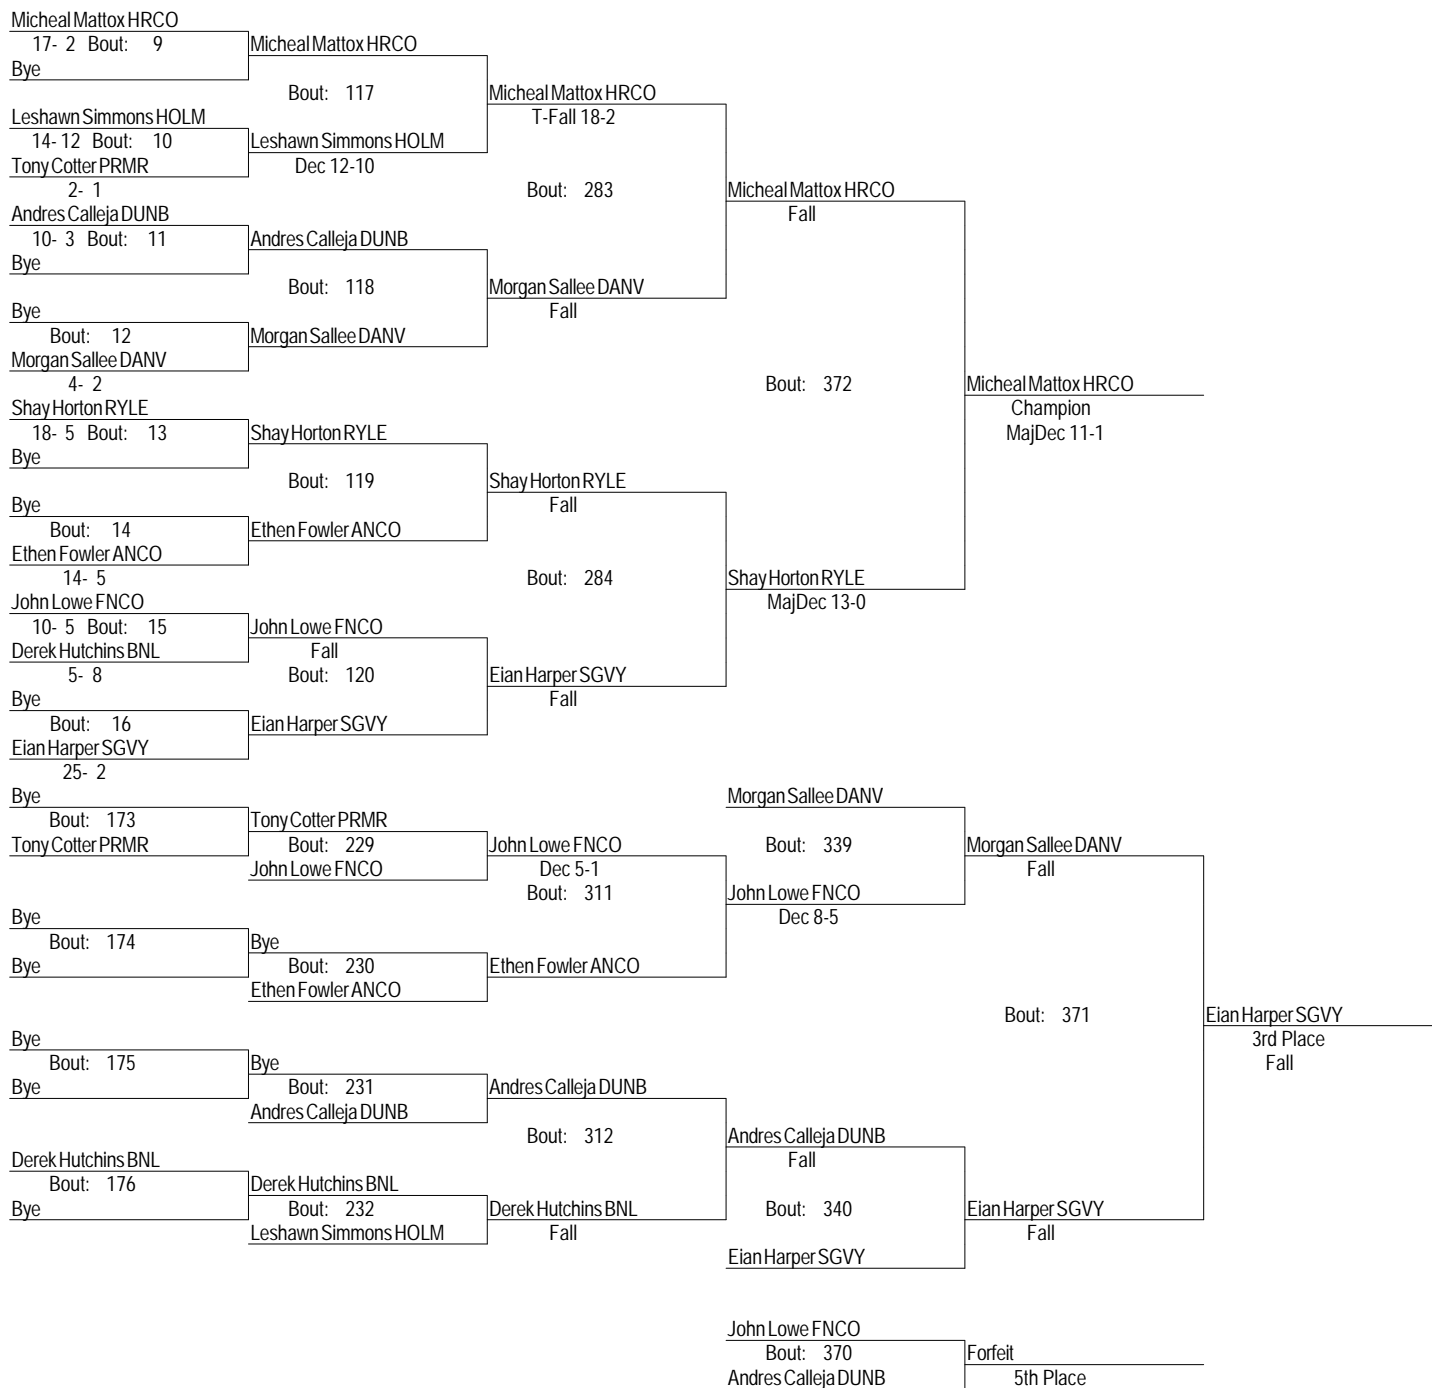 Micheal Mattox HRCO
17- 2 Bout: 9
Bye
Micheal Mattox HRCO
Bout: 117
Leshawn Simmons HOLM
14- 12 Bout: 10
Tony Cotter PRMR
2- 1
Leshawn Simmons HOLM
Dec 12-10
Micheal Mattox HRCO
T-Fall 18-2
Bout: 283
Andres Calleja DUNB
10- 3 Bout: 11
Bye
Andres Calleja DUNB
Bout: 118
Bye
Bout: 12
Morgan Sallee DANV
4- 2
Morgan Sallee DANV
Morgan Sallee DANV
Fall
Micheal Mattox HRCO
Fall
Bout: 372
Shay Horton RYLE
18- 5 Bout: 13
Bye
Shay Horton RYLE
Bout: 119
Bye
Bout: 14
Ethen Fowler ANCO
14- 5
Ethen Fowler ANCO
Shay Horton RYLE
Fall
Bout: 284
John Lowe FNCO
10- 5 Bout: 15
Derek Hutchins BNL
5- 8
John Lowe FNCO
Fall
Bout: 120
Bye
Bout: 16
Eian Harper SGVY
25- 2
Eian Harper SGVY
Eian Harper SGVY
Fall
Shay Horton RYLE
MajDec 13-0
Micheal Mattox HRCO
Champion
MajDec 11-1
Bye
Bout: 173
Tony Cotter PRMR
Tony Cotter PRMR
Bout: 229
John Lowe FNCO
John Lowe FNCO
Dec 5-1
Bout: 311
Bye
Bout: 174
Bye
Bye
Bout: 230
Ethen Fowler ANCO
Ethen Fowler ANCO
Morgan Sallee DANV
Bout: 339
John Lowe FNCO
Dec 8-5
Morgan Sallee DANV
Fall
Bout: 371
Bye
Bout: 175
Bye
Bye
Bout: 231
Andres Calleja DUNB
Andres Calleja DUNB
Bout: 312
Derek Hutchins BNL
Bout: 176
Bye
Derek Hutchins BNL
Bout: 232
Leshawn Simmons HOLM
Derek Hutchins BNL
Fall
Andres Calleja DUNB
Fall
Bout: 340
Eian Harper SGVY
Eian Harper SGVY
Fall
Eian Harper SGVY
3rd Place
Fall
John Lowe FNCO
Bout: 370
Andres Calleja DUNB
Forfeit
5th Place